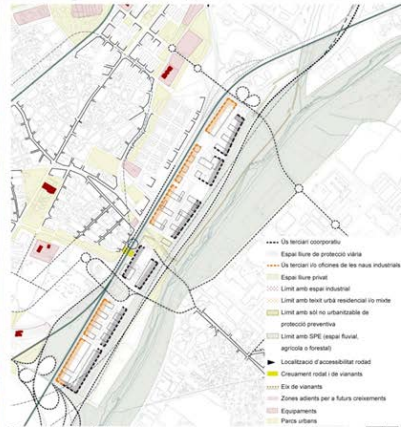 Ús terciari coorporatiu
Espai lliure de protecció viària
Ús terciari i/o oficines de les naus industrials
Espai lliure privat
Límit amb espai industrial
Límit amb teixit urbà residencial i/o mixte
Límit amb sòl no urbanitzable de
protecció preventiva
Límit amb SPE (espai fluvial,
agrícola o forestal)
Localització d'accessibilitat rodad
Creuament rodat i de vianants
Eix de vianants
Zones adients per a futurs creixements
Equipaments
Parcs urbans